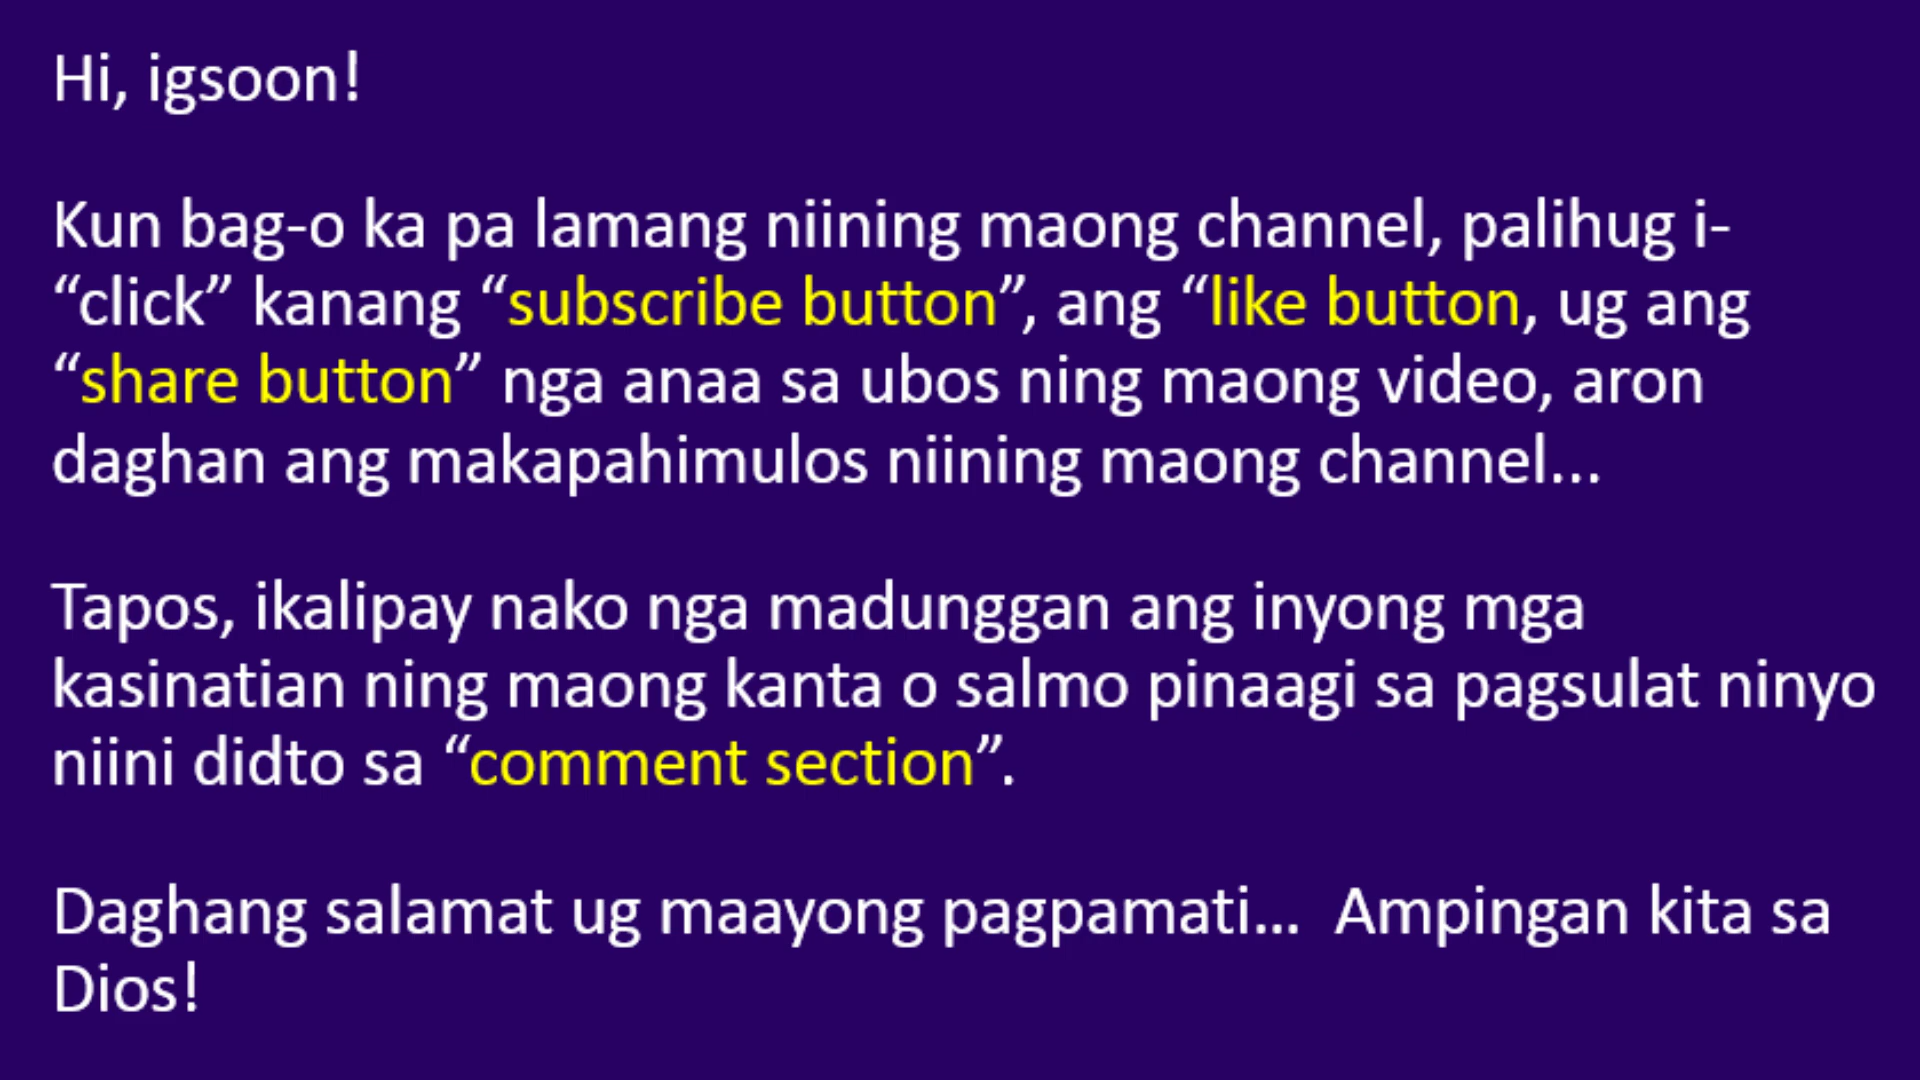 Hi, igsoon!
Kun bag-o ka pa lamang niining maong channel, palihug i-
“click” kanang “subscribe button”, ang “like button, ug ang
“share button” nga anaa sa ubos ning maong video, aron
daghan ang makapahimulos niining maong channel...
Tapos, ikalipay nako nga madunggan ang inyong mga
kasinatian ning maong kanta o salmo pinaagi sa pagsulat ninyo
niini didto sa “comment section”.
Daghang salamat ug maayong pagpamati...  Ampingan kita sa
Dios!